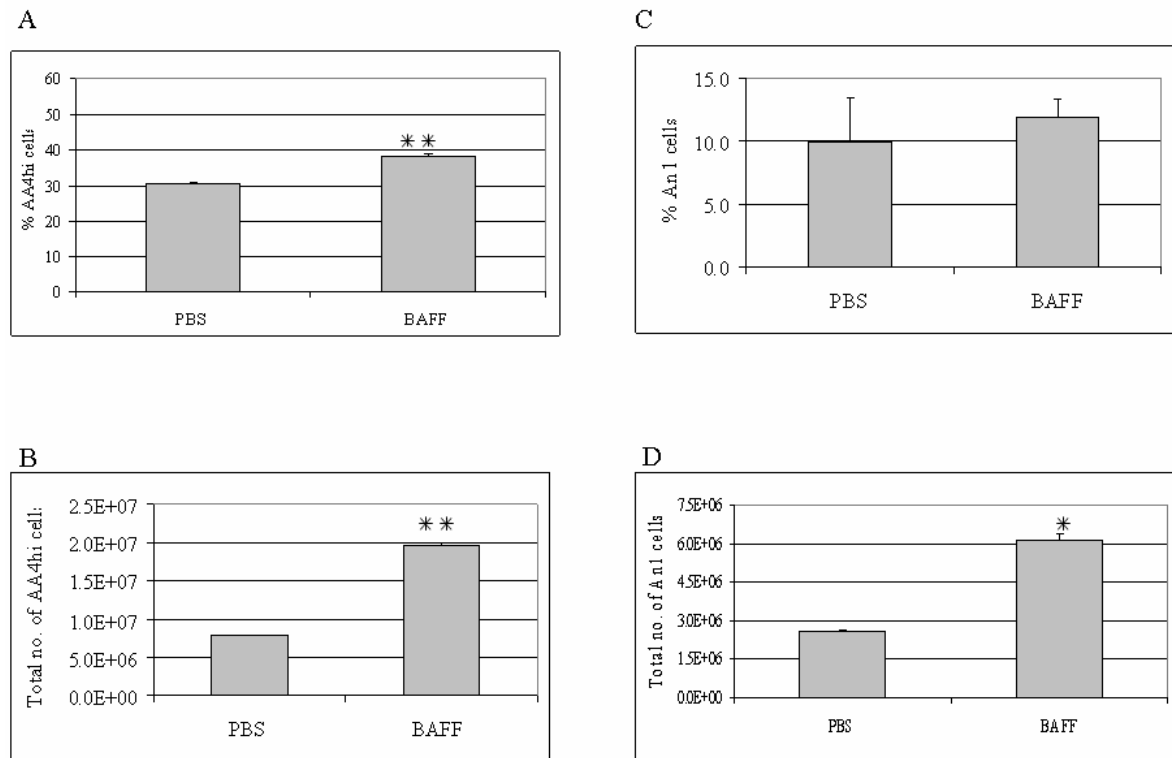 A
60
50
40
30
20
10
0
% AA4hi cells
**
PBS BAFF
C
15.0
10.0
5.0
0.0
% An1 cells
PBS BAFF
B
2.5E+07
2.0E+07
1.5E+07
1.0E+07
5.0E+06
0.0E+00
Total no. of AA4hi cell:
**
PBS BAFF
D
7.5E+06
6.0E+06
4.5E+06
3.0E+06
1.5E+06
0.0E+00
Total no. of An1 cells
*
PBS BAFF